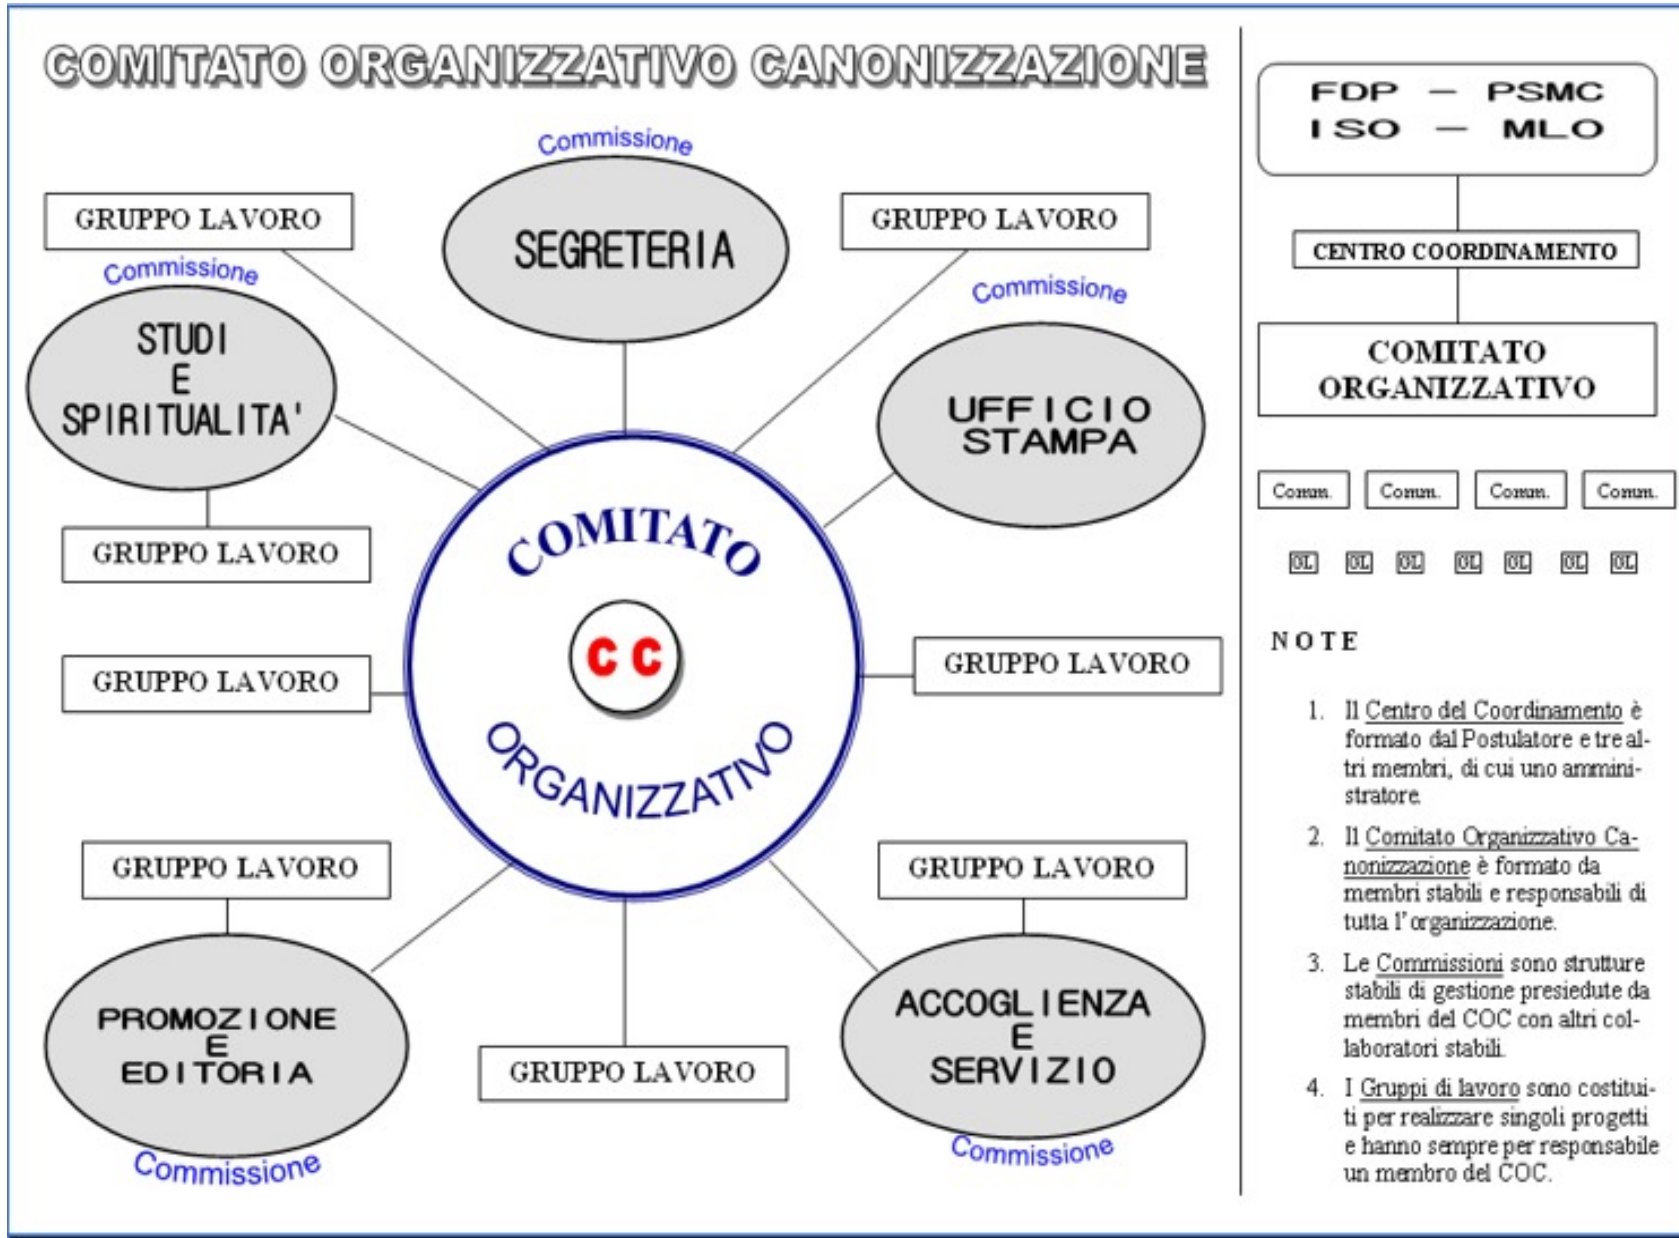 COMITATO ORGANIZZATIVO CANONIZZAZIONE
Commissione
SEGRETERIA
GRUPPO LAVORO
GRUPPO LAVORO
Commissione
STUDI
E
SPIRITUALITA'
Commissione
UFFICIO
STAMPA
GRUPPO LAVORO
COMITATO
C C
ORGANIZZATIVO
GRUPPO LAVORO
GRUPPO LAVORO
GRUPPO LAVORO
GRUPPO LAVORO
PROMOZIONE
E
EDITORIA
Commissione
GRUPPO LAVORO
ACCOGLIENZA
E
SERVIZIO
Commissione
FDP - PSMC
ISO - MLO
CENTRO COORDINAMENTO
COMITATO
ORGANIZZATIVO
Comm. Comm. Comm. Comm.
GL GL GL GL GL GL GL
NOTE
1. Il Centro del Coordinamento è
formato dal Postulatore e tre al-
tri membri, di cui uno ammini-
stratore.
2. Il Comitato Organizzativo Ca-
nonizzazione è formato da
membri stabili e responsabili di
tutta l'organizzazione.
3. Le Commissioni sono strutture
stabili di gestione presiedute da
membri del COC con altri col-
laboratori stabili.
4. I Gruppi di lavoro sono costitui-
ti per realizzare singoli progetti
e hanno sempre per responsabile
un membro del COC.